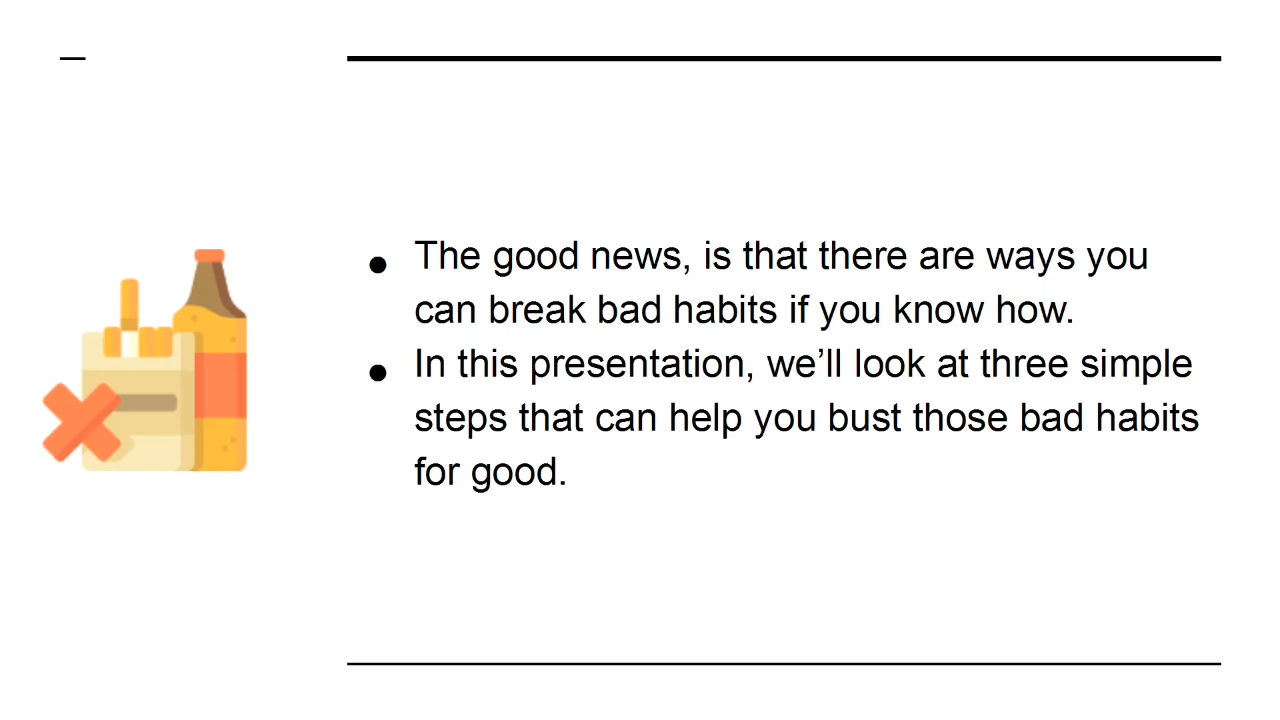 The good news, is that there are ways you
can break bad habits if you know how.
In this presentation, we’ll look at three simple
steps that can help you bust those bad habits
for good.